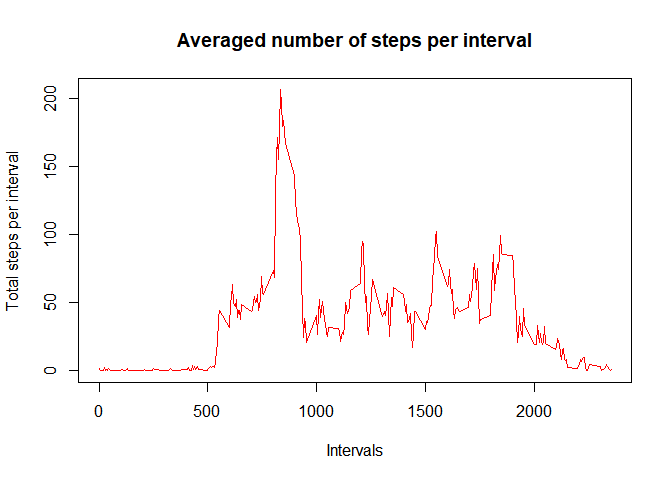 Averaged number of steps per interval
Total steps per interval
200
150
100
50
0
0 500 1000 1500 2000
Intervals